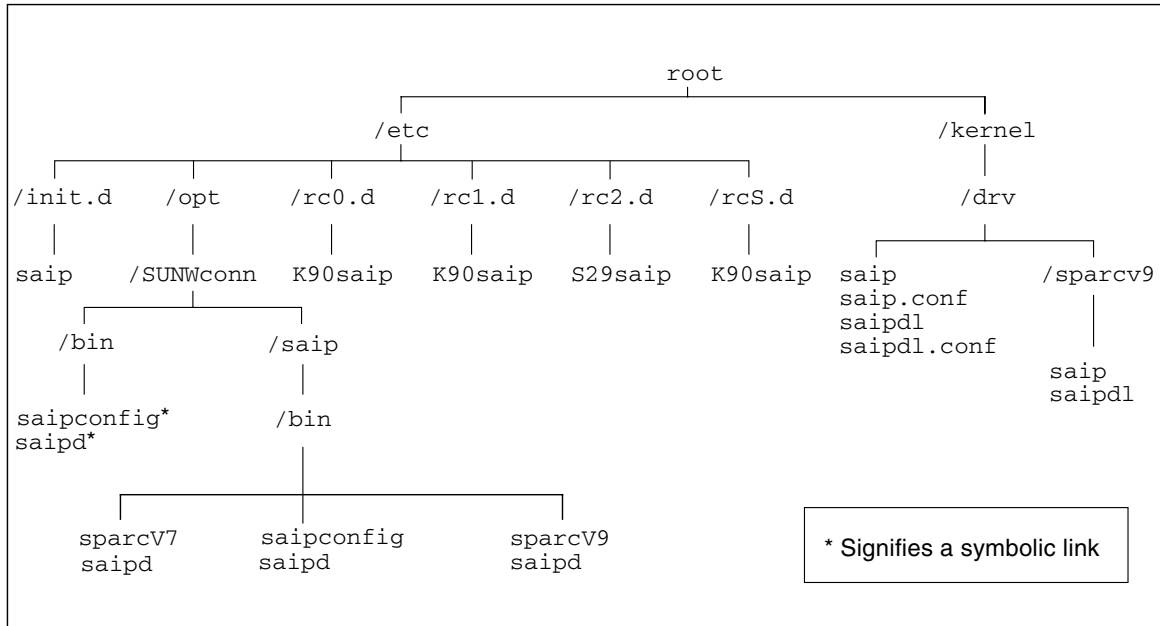 root
/etc /kernel
/init.d /opt /rc0.d /rc1.d /rc2.d /rcS.d /drv
saip /SUNWconn K90saip K90saip S29saip K90saip saip /sparcv9
saip.conf
/bin /saip saipdl
saipdl.conf
saip
saipconfig* /bin saipdl
saipd*
sparcV7 saipconfig sparcV9
saipd saipd saipd
* Signifies a symbolic link